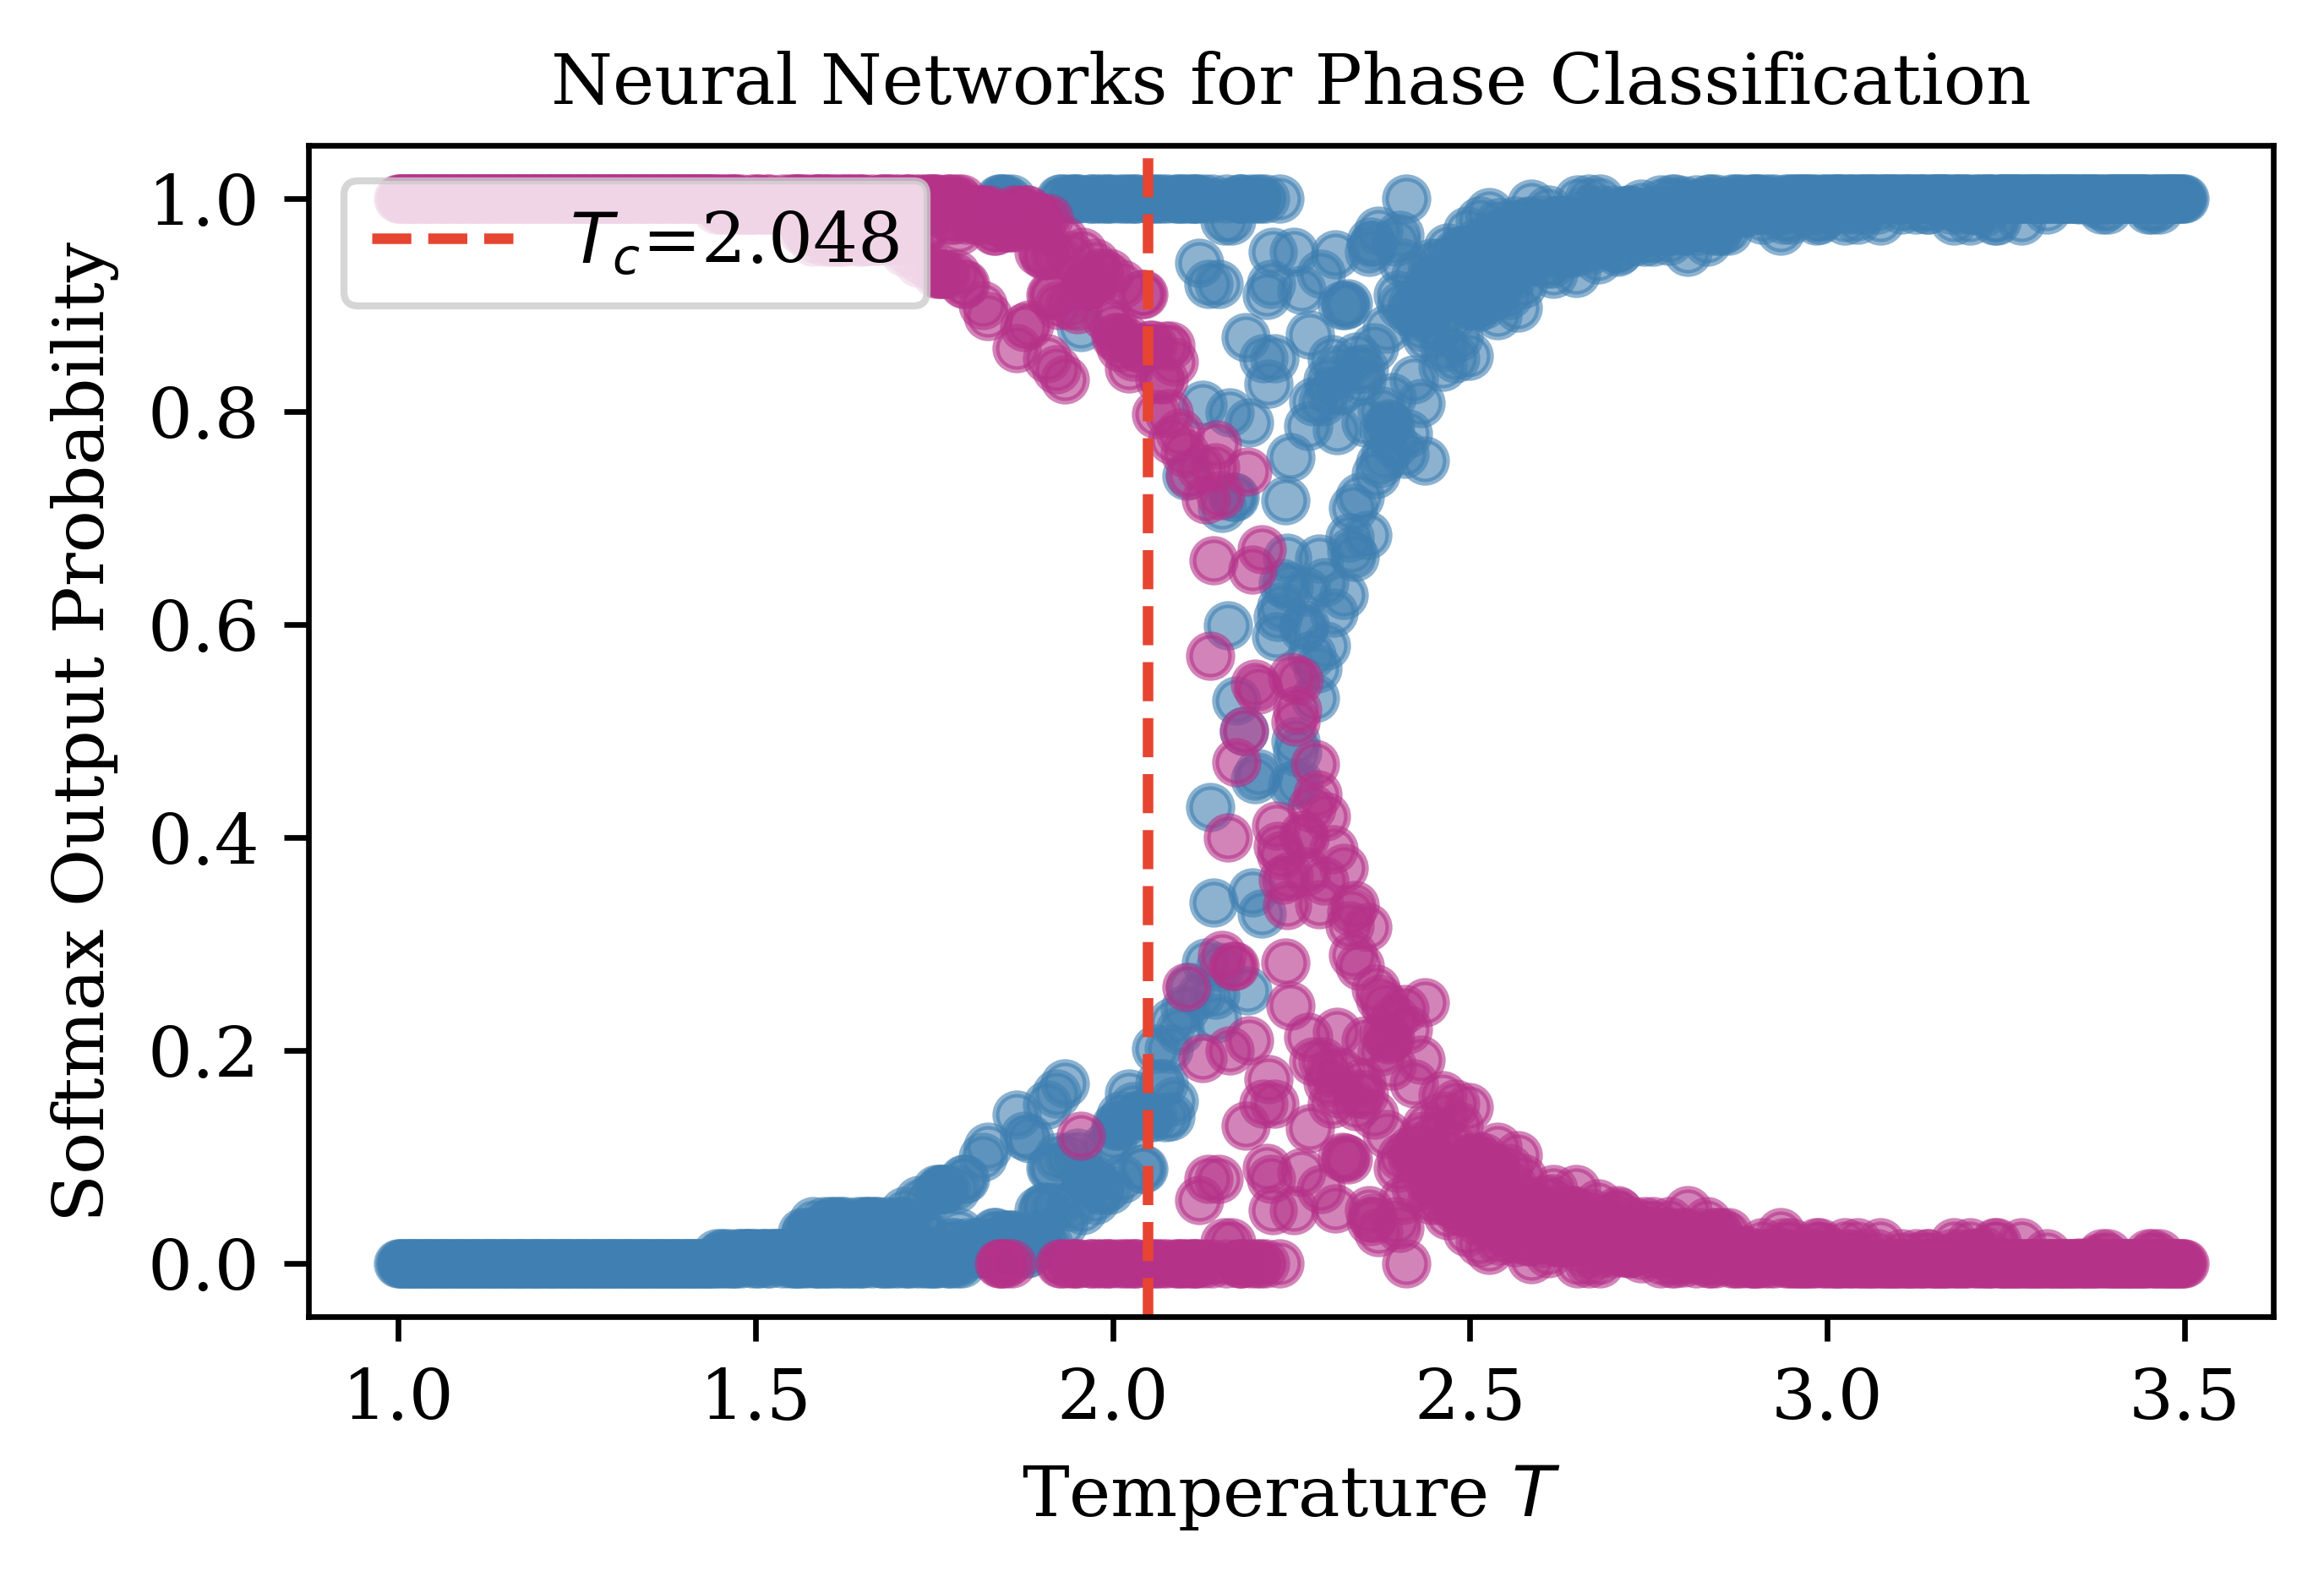 Neural Networks for Phase Classification
Softmax Output Probability
1.0
0.8
0.6
0.4
0.2
0.0
T_c=2.048
1.0 1.5 2.0 2.5 3.0 3.5
Temperature T